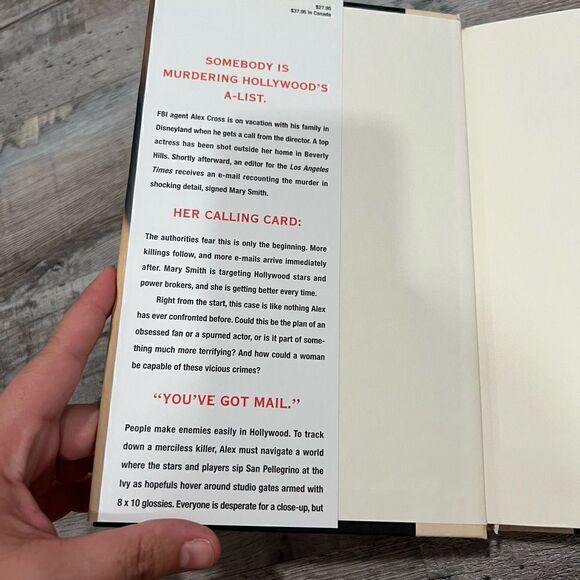 $27.95
$37.95 in Canada
SOMEBODY IS
MURDERING HOLLYWOOD'S
A-LIST.
FBI agent Alex Cross is on vacation with his family in
Disneyland when he gets a call from the director. A top
actress has been shot outside her home in Beverly
Hills. Shortly afterward, an editor for the Los Angeles
Times receives an e-mail recounting the murder in
shocking detail, signed Mary Smith.
HER CALLING CARD:
The authorities fear this is only the beginning. More
killings follow, and more e-mails arrive immediately
after. Mary Smith is targeting Hollywood stars and
power brokers, and she is getting better every time.
Right from the start, this case is like nothing Alex
has ever confronted before. Could this be the plan of an
obsessed fan or a spurned actor, or is it part of some-
thing much more terrifying? And how could a woman
be capable of these vicious crimes?
“YOU'VE GOT MAIL.”
People make enemies easily in Hollywood. To track
down a merciless killer, Alex must navigate a world
where the stars and players sip San Pellegrino at the
Ivy as hopefuls hover around studio gates armed with
8 x 10 glossies. Everyone is desperate for a close-up, but